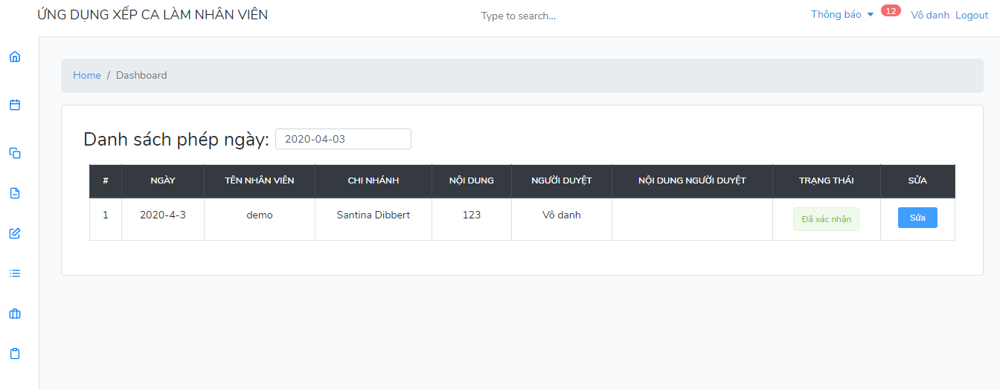 ỨNG DỤNG XẾP CA LÀM NHÂN VIÊN Type to search... Thông báo 12 Vô danh Logout
Home / Dashboard
Danh sách phép ngày: 2020-04-03
# NGÀY TÊN NHÂN VIÊN CHI NHÁNH NỘI DUNG NGƯỜI DUYỆT NỘI DUNG NGƯỜI DUYỆT TRẠNG THÁI SỬA
1 2020-4-3 demo Santina Dibbert 123 Vô danh Đã xác nhận Sửa